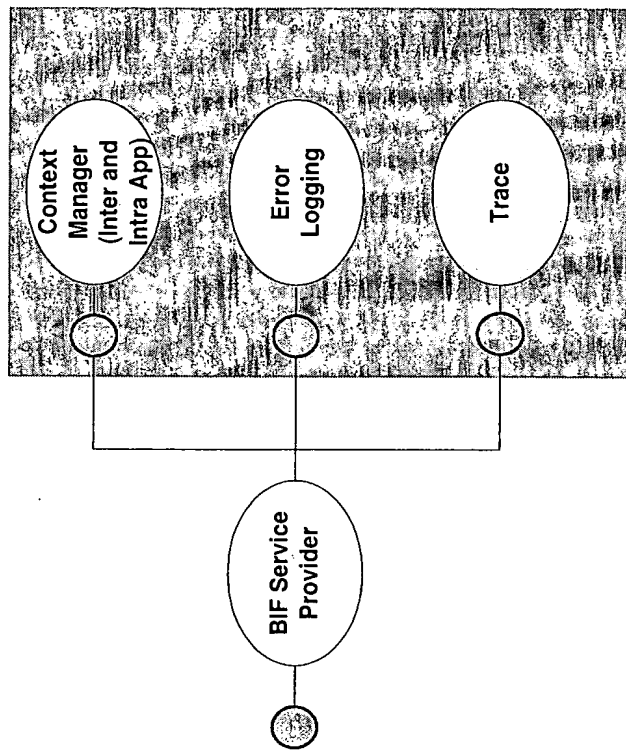 Context
Manager
(Inter and
Intra App)
Error
Logging
Trace
BIF Service
Provider